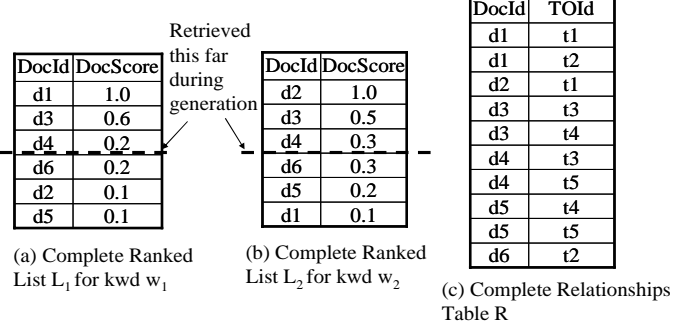 Retrieved
this far
during
generation
DocId DocScore
d1 1.0
d3 0.6
d4 0.2
d6 0.2
d2 0.1
d5 0.1
(a) Complete Ranked
List L1 for kwd w1
DocId DocScore
d2 1.0
d3 0.5
d4 0.3
d6 0.3
d5 0.2
d1 0.1
(b) Complete Ranked
List L2 for kwd w2
DocId TOId
d1 t1
d1 t2
d2 t1
d3 t3
d3 t4
d4 t3
d4 t5
d5 t4
d5 t5
d6 t2
(c) Complete Relationships
Table R